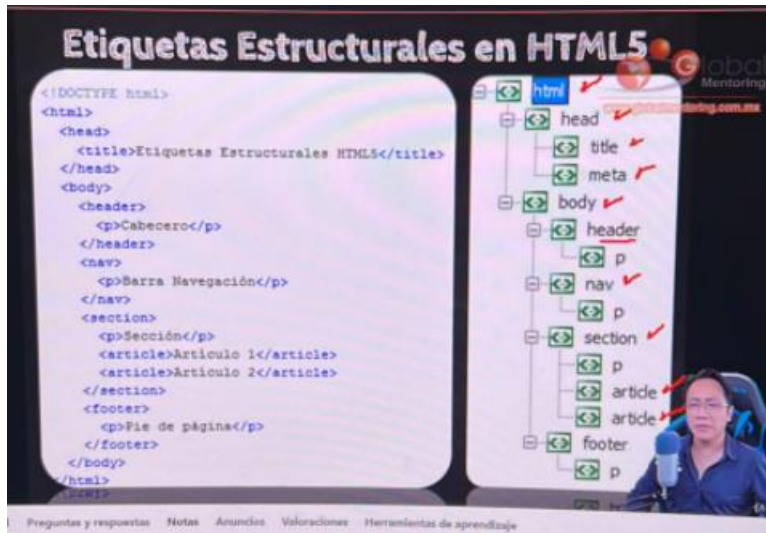 Etiquetas Estructurales en HTML5
Global
Mentoring
www.globalmentoring.com.mx
<!DOCTYPE html>
<html>
<head>
<title>Etiquetas Estructurales HTML5</title>
</head>
<body>
<header>
<p>Cabecero</p>
</header>
<nav>
<p>Barra Navegación</p>
</nav>
<section>
<p>Sección</p>
<article>Articulo 1</article>
<article>Articulo 2</article>
</section>
<footer>
<p>Pie de página</p>
</footer>
</body>
</html>
html
head
title
meta
body
header
p
nav
p
section
p
article
article
footer
p
Preguntas y respuestas Notas Anuncios Valoraciones Herramientas de aprendizaje